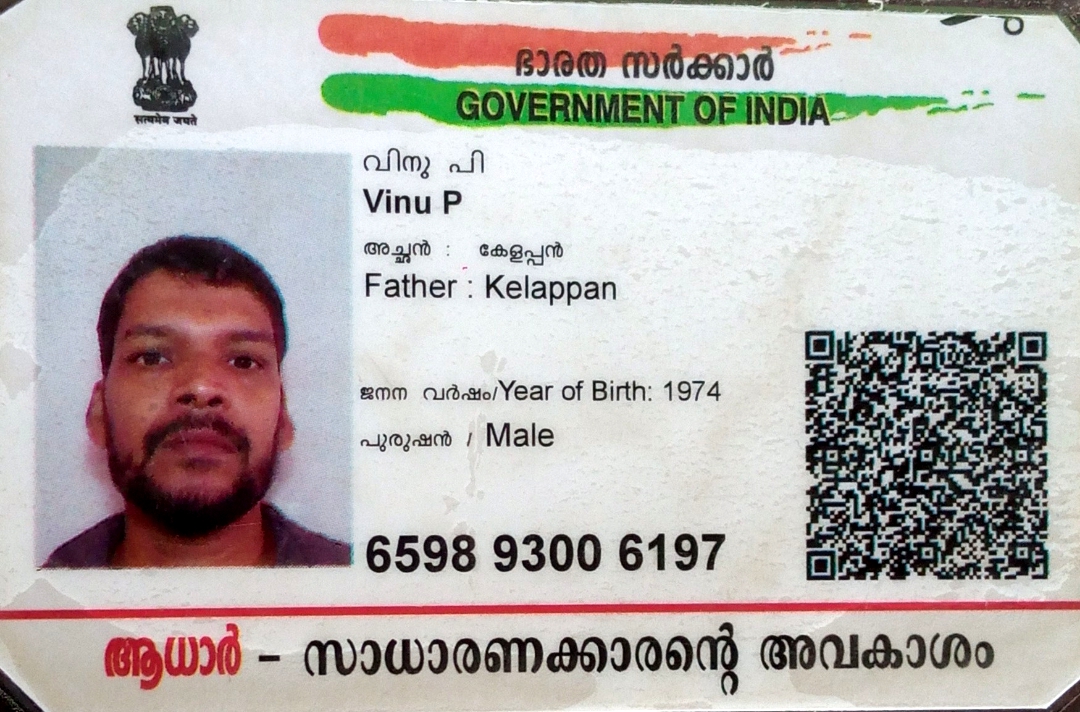 ഭാരത സർക്കാർ
GOVERNMENT OF INDIA
सत्यमेव जयते
വിനു പി
Vinu P
അച്ഛൻ : കേളപ്പൻ
Father : Kelappan
ജനന വർഷം/Year of Birth: 1974
പുരുഷൻ / Male
6598 9300 6197
ആധാർ – സാധാരണക്കാരന്റെ അവകാശം